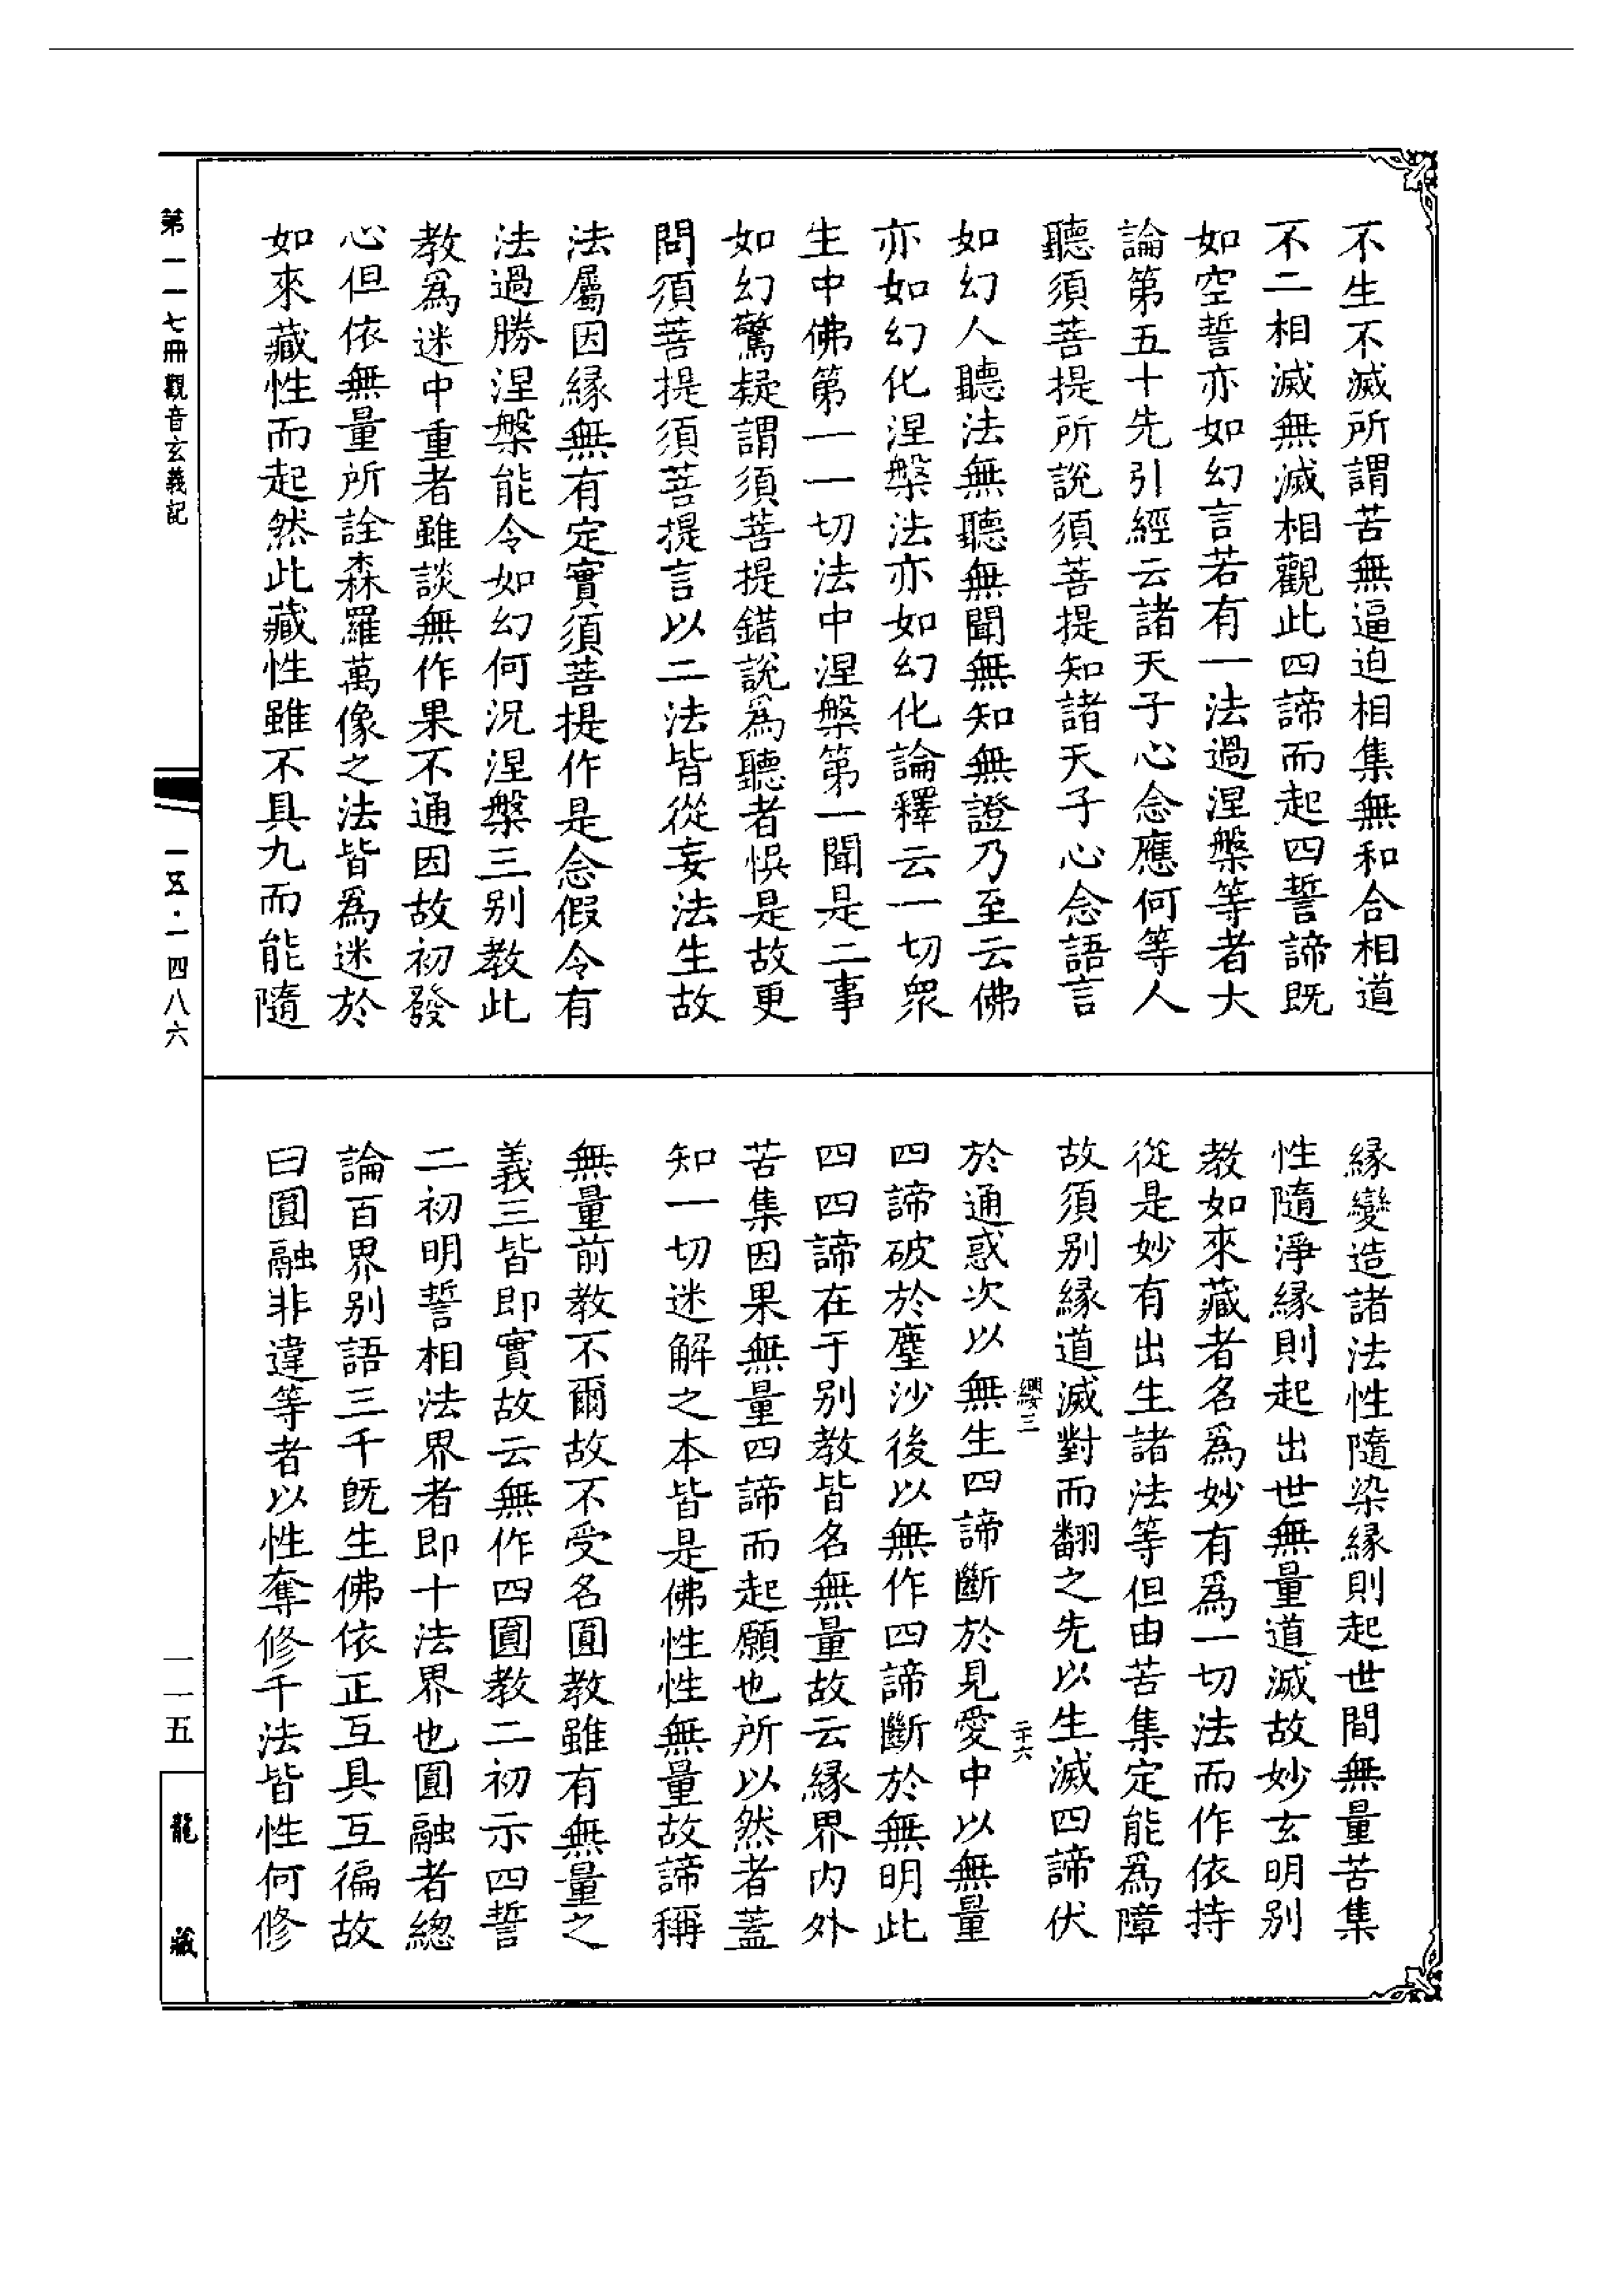 不生不滅所謂苦無逼迫相集無和合相道
不二相滅無滅相觀此四諦而起四誓諦既
如空誓亦如幻言若有一法過涅槃等者大
論第五十先引經云諸天子心念應何等人
聽須菩提所說須菩提知諸天子心念語言
如幻人聽法無聽無聞無知無證乃至云佛
亦如幻化涅槃法亦如幻化論釋云一切眾
生中佛第一一切法中涅槃第一聞是二事
如幻驚疑謂須菩提錯說爲聽者悞是故更
問須菩提須菩提言以二法皆從妄法生故
法屬因緣無有定實須菩提作是念假令有
法過勝涅槃能令如幻何況涅槃三別教此
教爲迷中重者雖談無作果不通因故初發
心但依無量所詮森羅萬像之法皆爲迷於
如來藏性而起然此藏性雖不具九而能隨
緣變造諸法性隨染緣則起世間無量苦集
性隨淨緣則起出世無量道滅故妙玄明別
教如來藏者名爲妙有爲一切法而作依持
從是妙有出生諸法等但由苦集定能爲障
故須別緣道滅對而翻之先以生滅四諦伏
纓三
二十六
於通惑次以無生四諦斷於見愛中以無量
四諦破於塵沙後以無作四諦斷於無明此
四四諦在于別教皆名無量故云緣界內外
苦集因果無量四諦而起願也所以然者蓋
知一切迷解之本皆是佛性性無量故諦稱
無量前教不爾故不受名圓教雖有無量之
義三皆即實故云無作四圓教二初示四誓
二初明誓相法界者即十法界也圓融者總
論百界別語三千既生佛依正互具互徧故
曰圓融非違等者以性奪修千法皆性何修
第一一七冊 觀音玄義記
一五·一四八六
一一五
龍藏